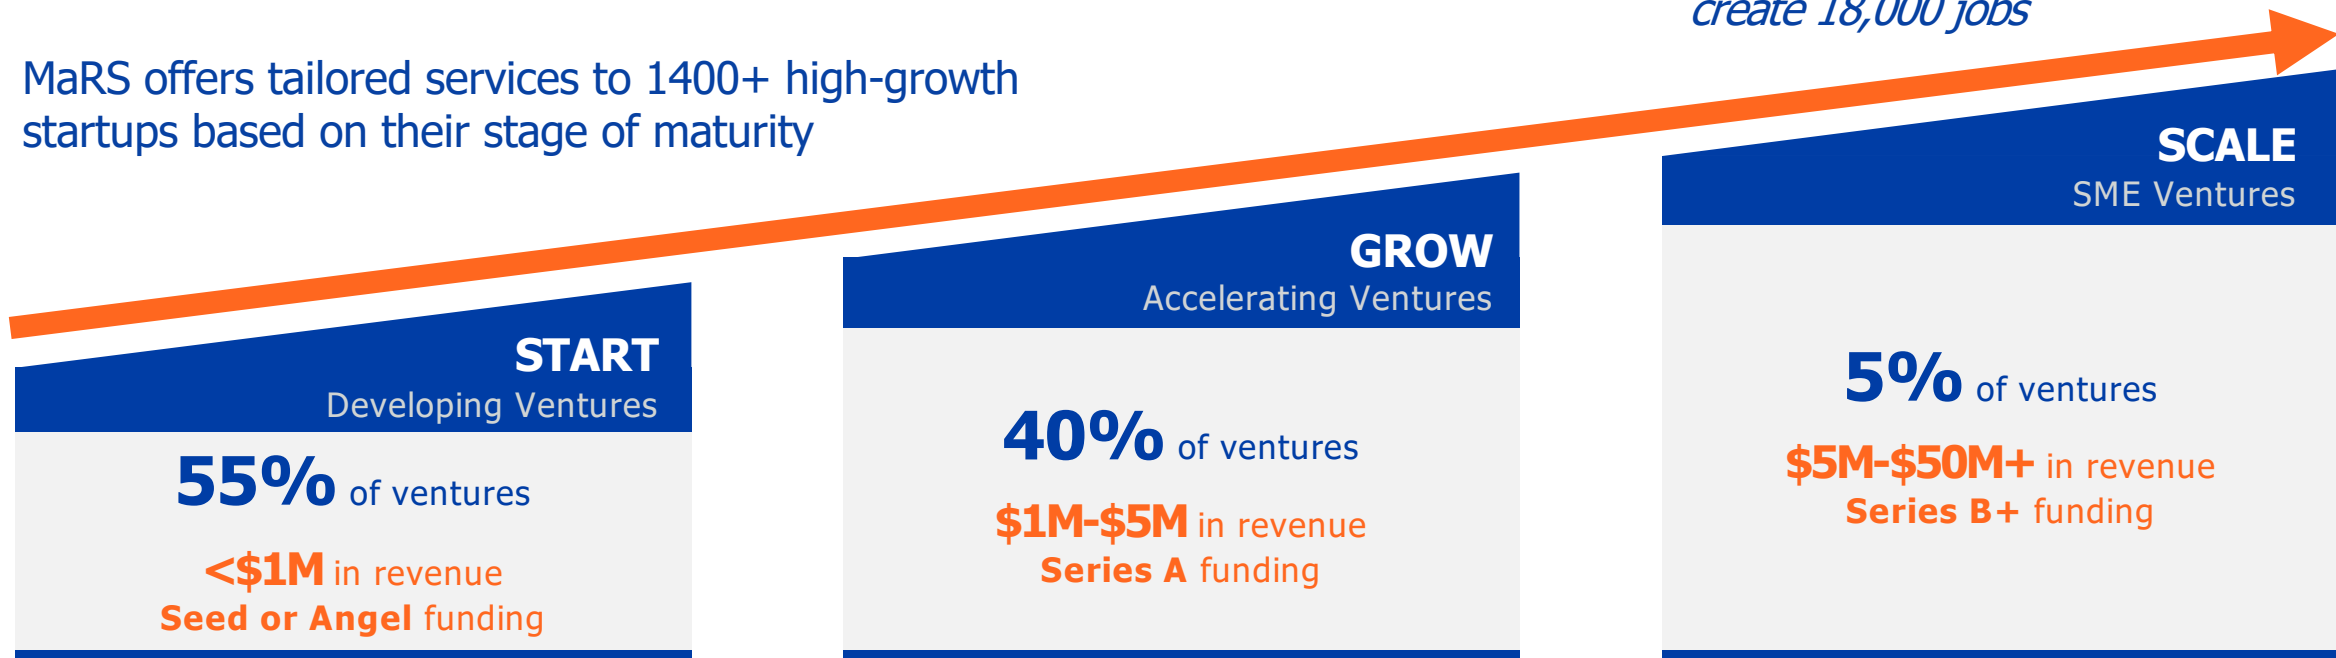 create 18,000 jobs
MaRS offers tailored services to 1400+ high-growth
startups based on their stage of maturity
START
Developing Ventures
55% of ventures
<$1M in revenue
Seed or Angel funding
GROW
Accelerating Ventures
40% of ventures
$1M-$5M in revenue
Series A funding
SCALE
SME Ventures
5% of ventures
$5M-$50M+ in revenue
Series B+ funding